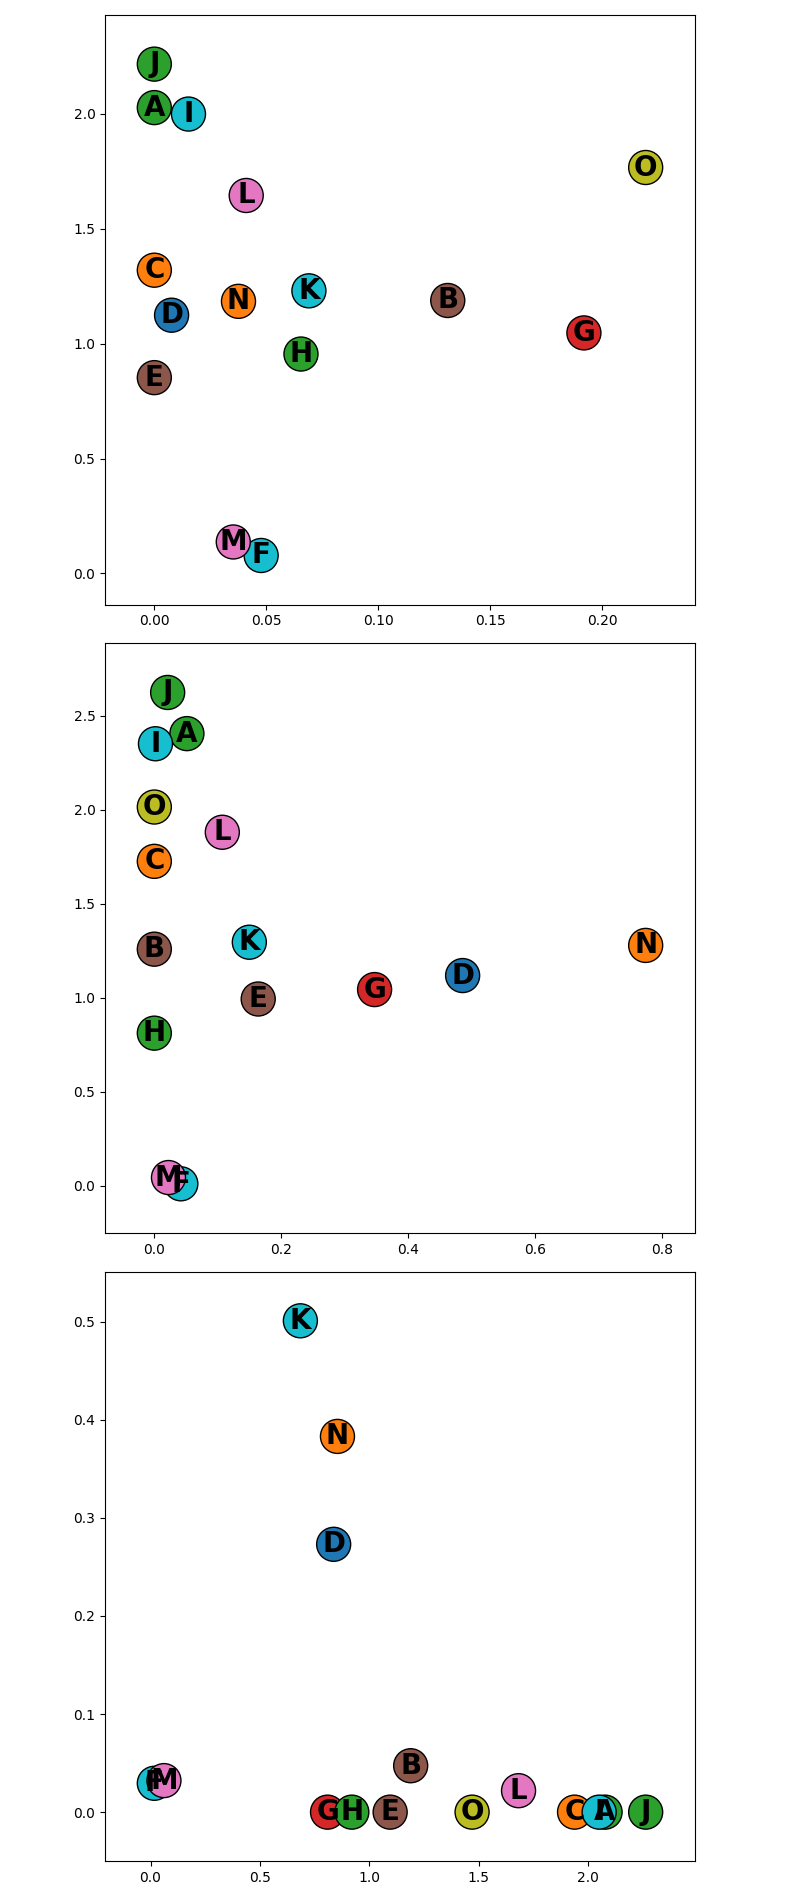 J
A I
O
L
C
K
N B
D
G
H
E
M F
2.0
1.5
1.0
0.5
0.0
0.00 0.05 0.10 0.15 0.20
J
A
I
O
L
C
K N
B
D
G
E
H
M F
2.5
2.0
1.5
1.0
0.5
0.0
0.0 0.2 0.4 0.6 0.8
K
N
D
B
L
F M
G H E O C I A J
0.5
0.4
0.3
0.2
0.1
0.0
0.0 0.5 1.0 1.5 2.0